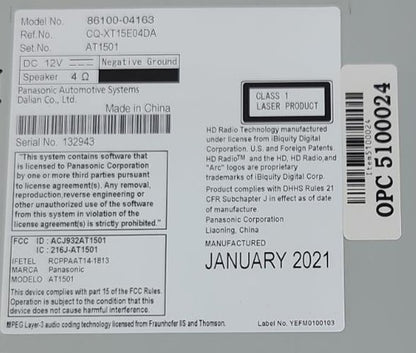 Model No. 86100-04163
Ref.No. CQ-XT15E04DA
Set.No. AT1501
DC 12V Negative Ground
Speaker 4 Ω
Panasonic Automotive Systems
Dalian Co., Ltd.
Made in China
Serial No. 132943
"This system contains software that
is licensed to Panasonic Corporation
by one or more third parties pursuant
to license agreement(s). Any removal,
reproduction,reverse engineering or
other unauthorized use of the software
from this system in violation of the
license agreement(s) is strictly prohibited."
FCC ID : ACJ932AT1501
IC : 216J-AT1501
IFETEL RCPPAAT14-1813
MARCA Panasonic
MODELO AT1501
This device complies with part 15 of the FCC Rules.
Operation is subject to the condition that this
device does not cause harmful interference.
MPEG Layer-3 audio coding technology licensed from Fraunhofer IIS and Thomson.
CLASS 1
LASER PRODUCT
HD Radio Technology manufactured
under license from iBiquity Digital
Corporation. U.S. and Foreign Patents.
HD Radio™ and the HD, HD Radio,and
"Arc" logos are proprietary
trademarks of iBiquity Digital Corp.
Product complies with DHHS Rules 21
CFR Subchapter J in effect as of date
of manufacture.
Panasonic Corporation
Liaoning, China
MANUFACTURED
JANUARY 2021
Label No. YEFM0100103
Item5100024
OPC 5100024